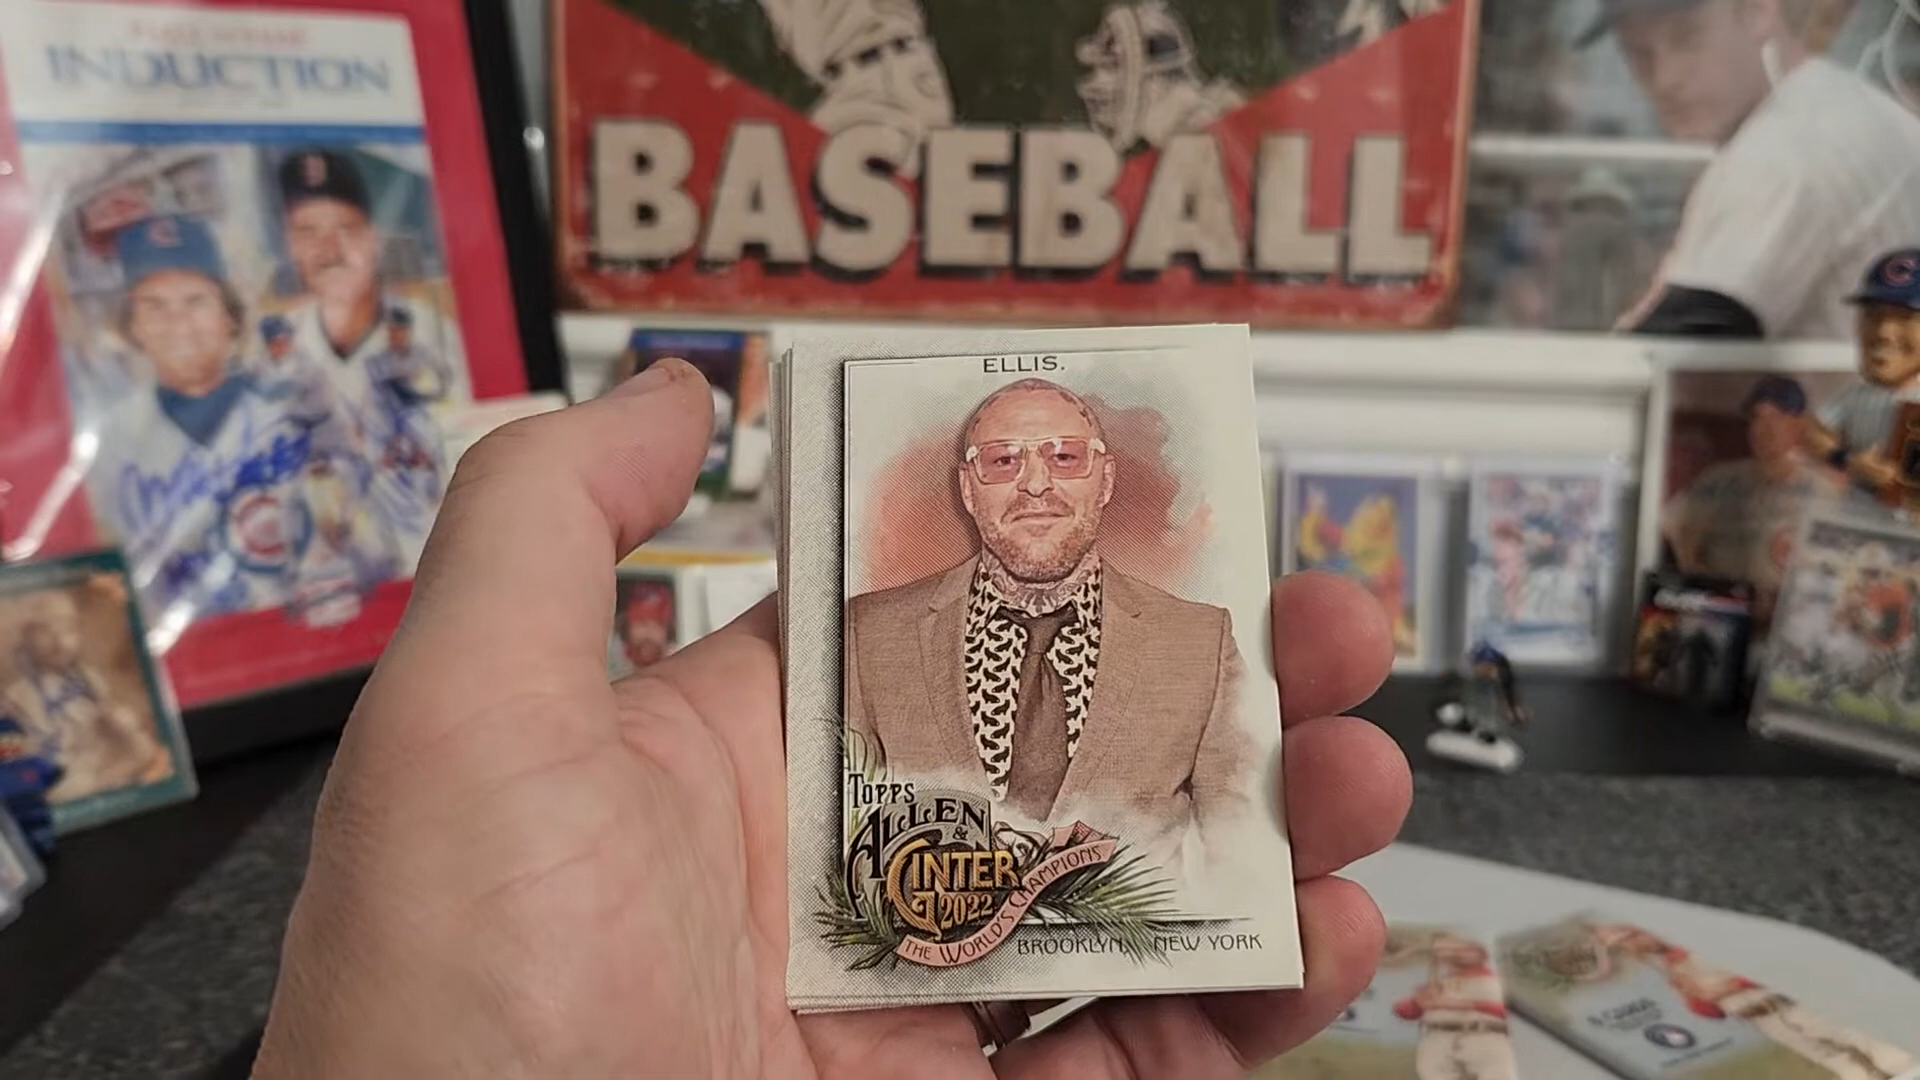 INDUCTION
BASEBALL
ELLIS.
TOPPS
ALLEN
&
GINTER
2022
THE WORLD'S CHAMPIONS
BROOKLYN, NEW YORK